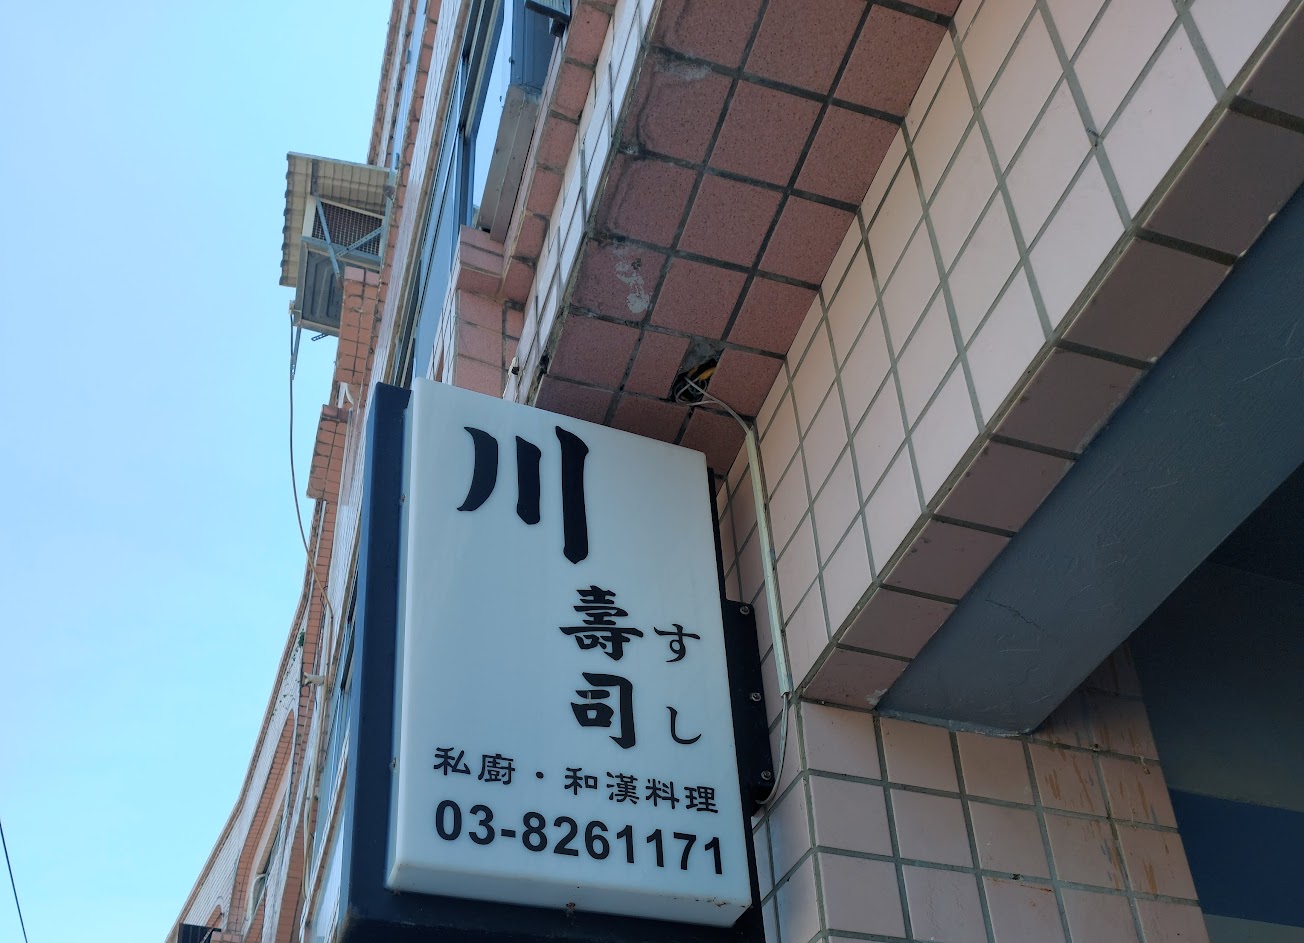 川
壽司
すし
私廚・和漢料理
03-8261171